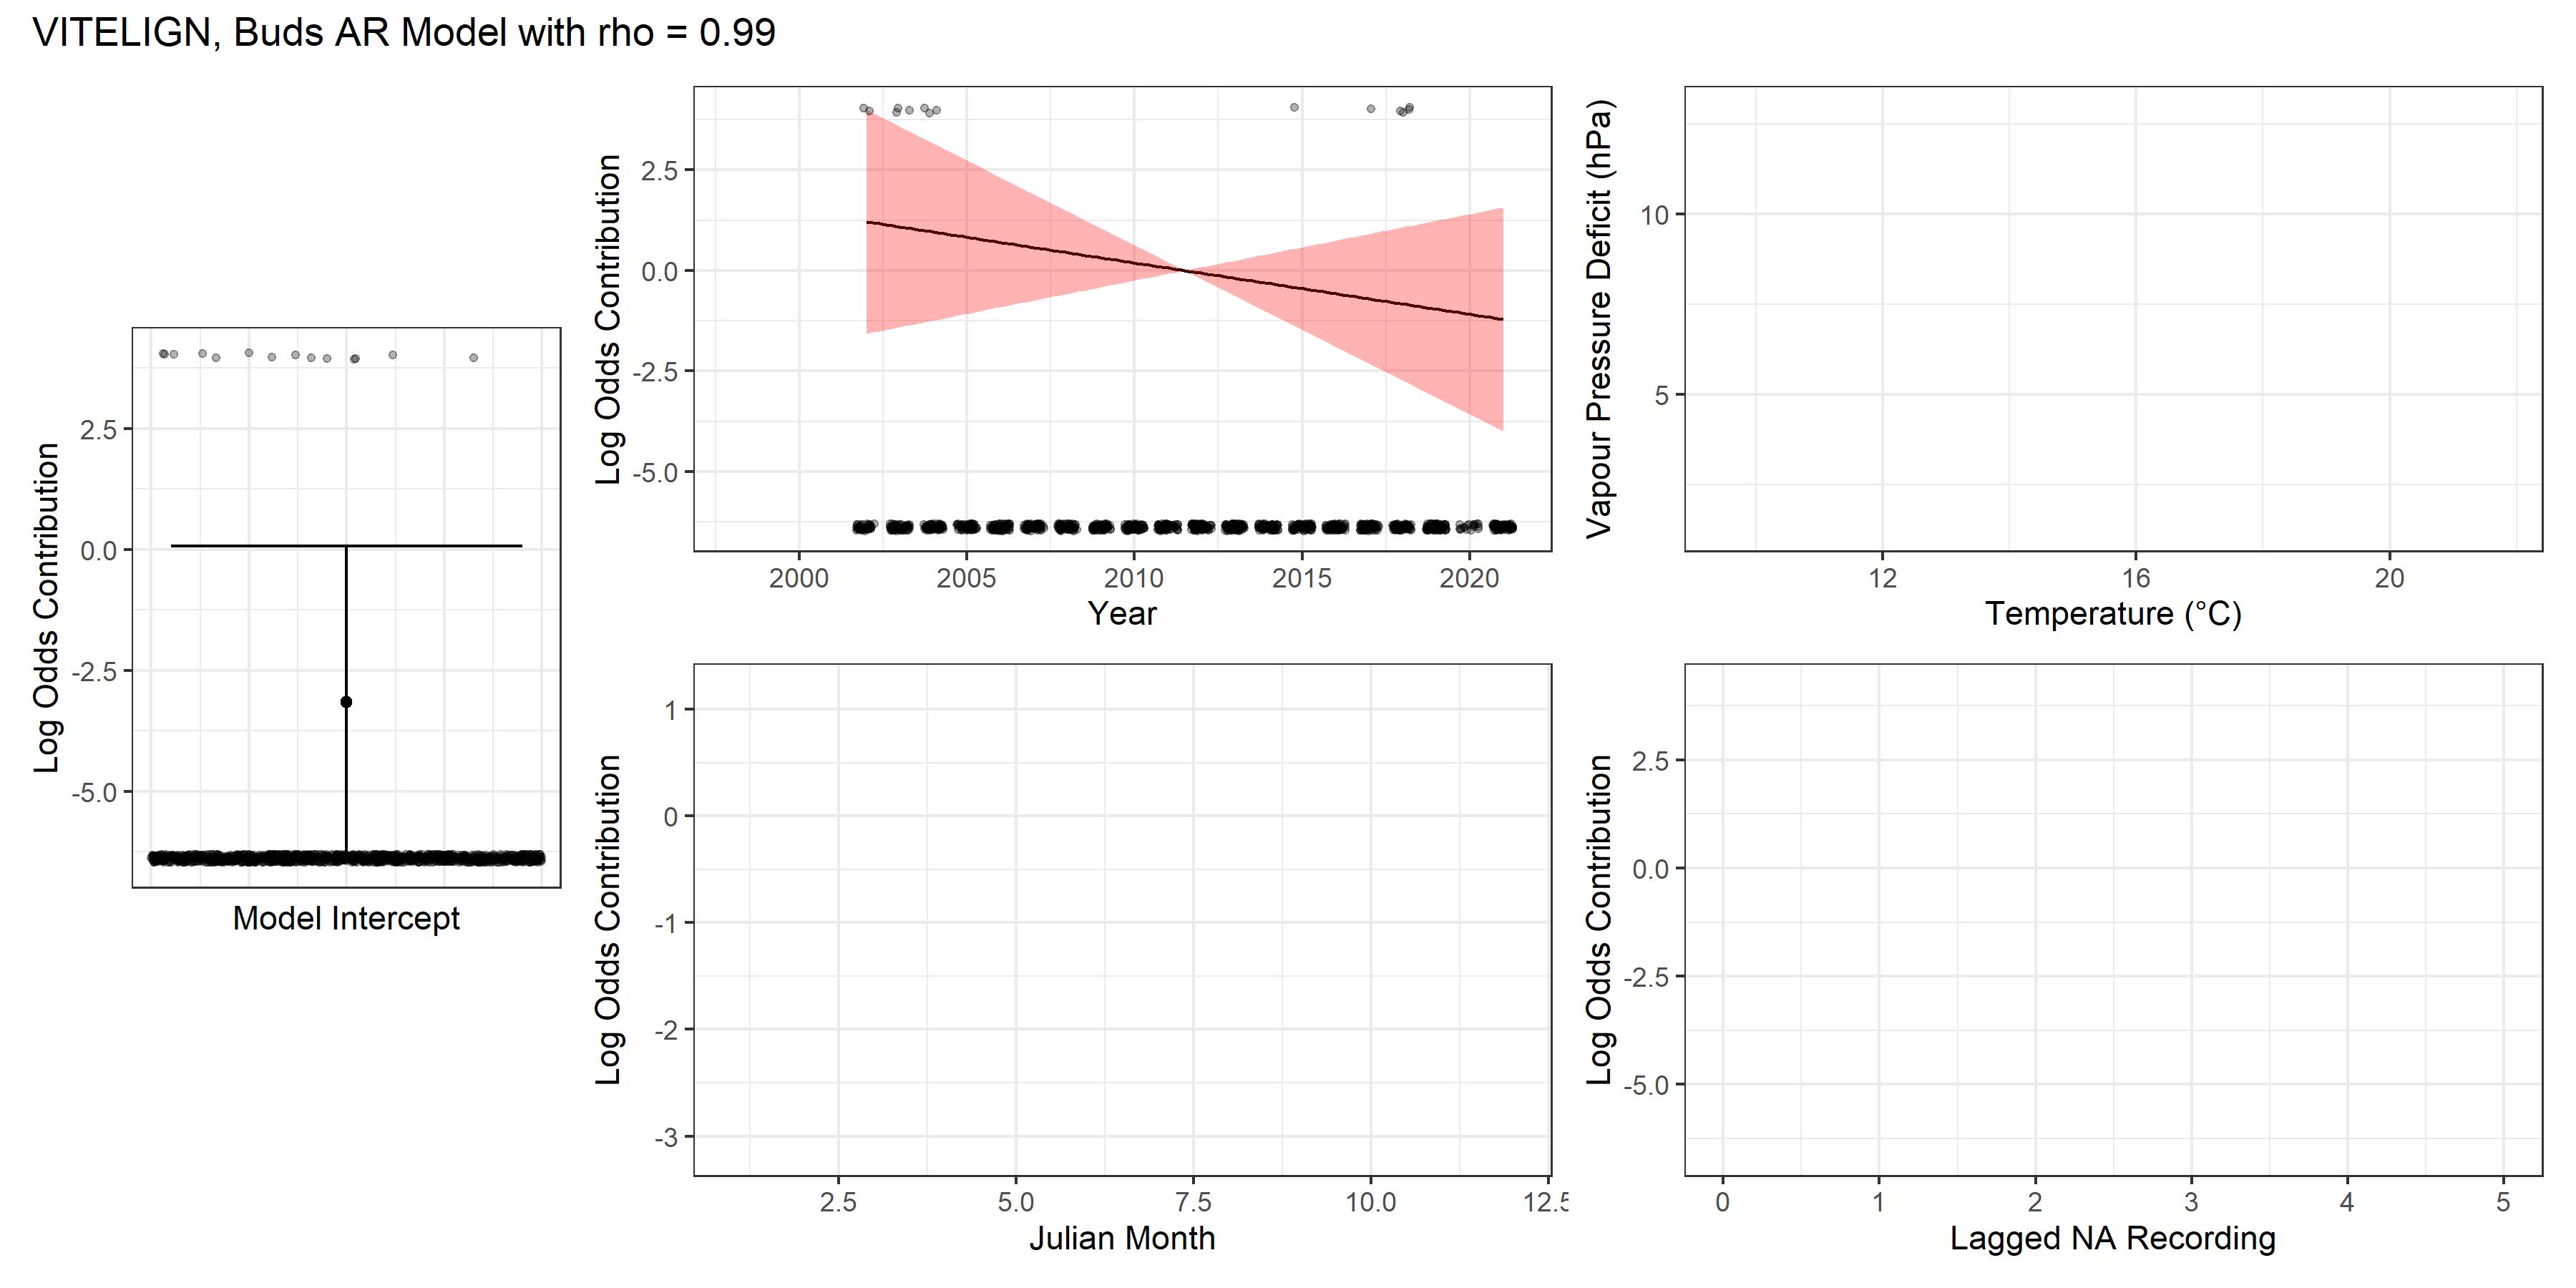 VITELIGN, Buds AR Model with rho = 0.99
Log Odds Contribution
2.5
0.0
-2.5
-5.0
Model Intercept
Log Odds Contribution
2.5
0.0
-2.5
-5.0
2000 2005 2010 2015 2020
Year
Vapour Pressure Deficit (hPa)
10
5
12 16 20
Temperature (°C)
Log Odds Contribution
1
0
-1
-2
-3
2.5 5.0 7.5 10.0 12.5
Julian Month
Log Odds Contribution
2.5
0.0
-2.5
-5.0
0 1 2 3 4 5
Lagged NA Recording